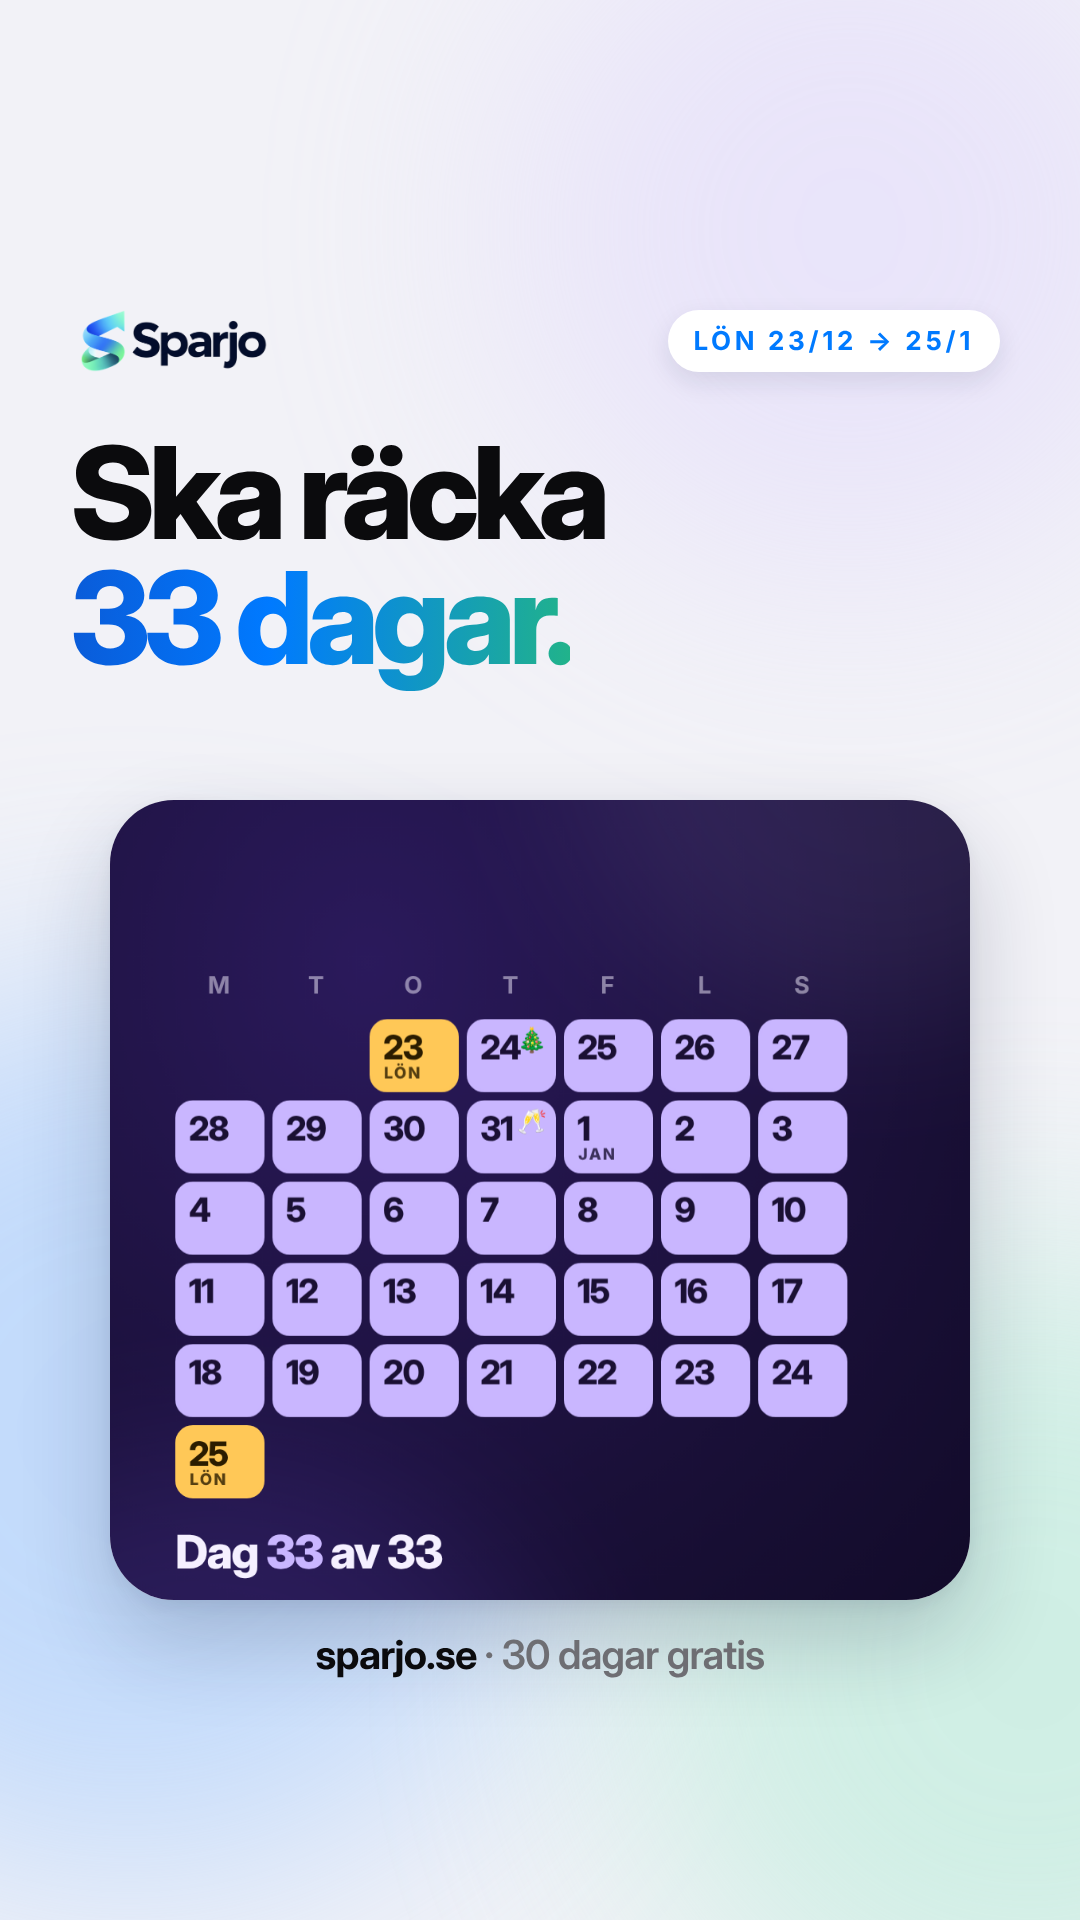 Sparjo
LÖN 23/12 → 25/1
Ska räcka
33 dagar.
M T O T F L S
23 LÖN 24 25 26 27
28 29 30 31 1 JAN 2 3
4 5 6 7 8 9 10
11 12 13 14 15 16 17
18 19 20 21 22 23 24
25 LÖN
Dag 33 av 33
sparjo.se · 30 dagar gratis